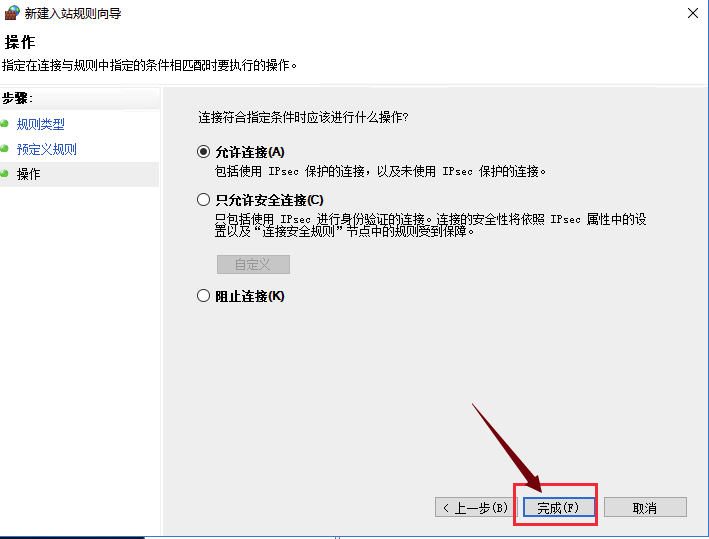 新建入站规则向导
操作
指定在连接与规则中指定的条件相匹配时要执行的操作。
步骤:
规则类型
预定义规则
操作
连接符合指定条件时应该进行什么操作?
允许连接(A)
包括使用 IPsec 保护的连接，以及未使用 IPsec 保护的连接。
只允许安全连接(C)
只包括使用 IPsec 进行身份验证的连接。连接的安全性将依照 IPsec 属性中的设
置以及“连接安全规则”节点中的规则受到保障。
自定义
阻止连接(K)
< 上一步(B)
完成(F)
取消